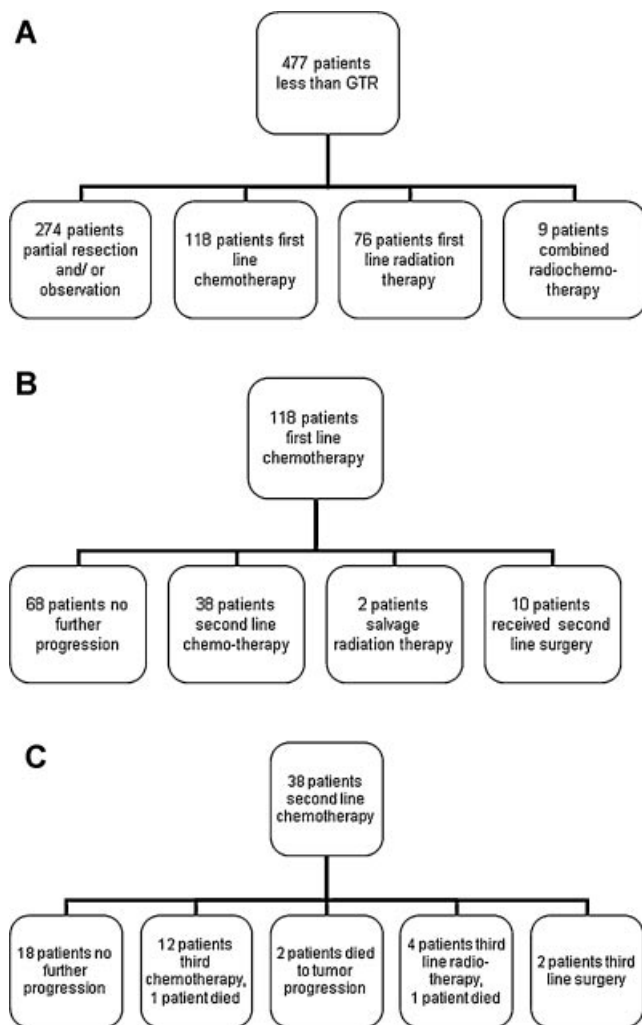 A
477 patients
less than GTR
274 patients
partial resection
and/ or
observation
118 patients first
line
chemotherapy
76 patients first
line radiation
therapy
9 patients
combined
radiochemo-
therapy
B
118 patients
first line
chemotherapy
68 patients no
further
progression
38 patients
second line
chemo-therapy
2 patients
salvage
radiation therapy
10 patients
received second
line surgery
C
38 patients
second line
chemotherapy
18 patients no
further
progression
12 patients
third
chemotherapy,
1 patient died
2 patients died
to tumor
progression
4 patients third
line radio-
therapy,
1 patient died
2 patients third
line surgery